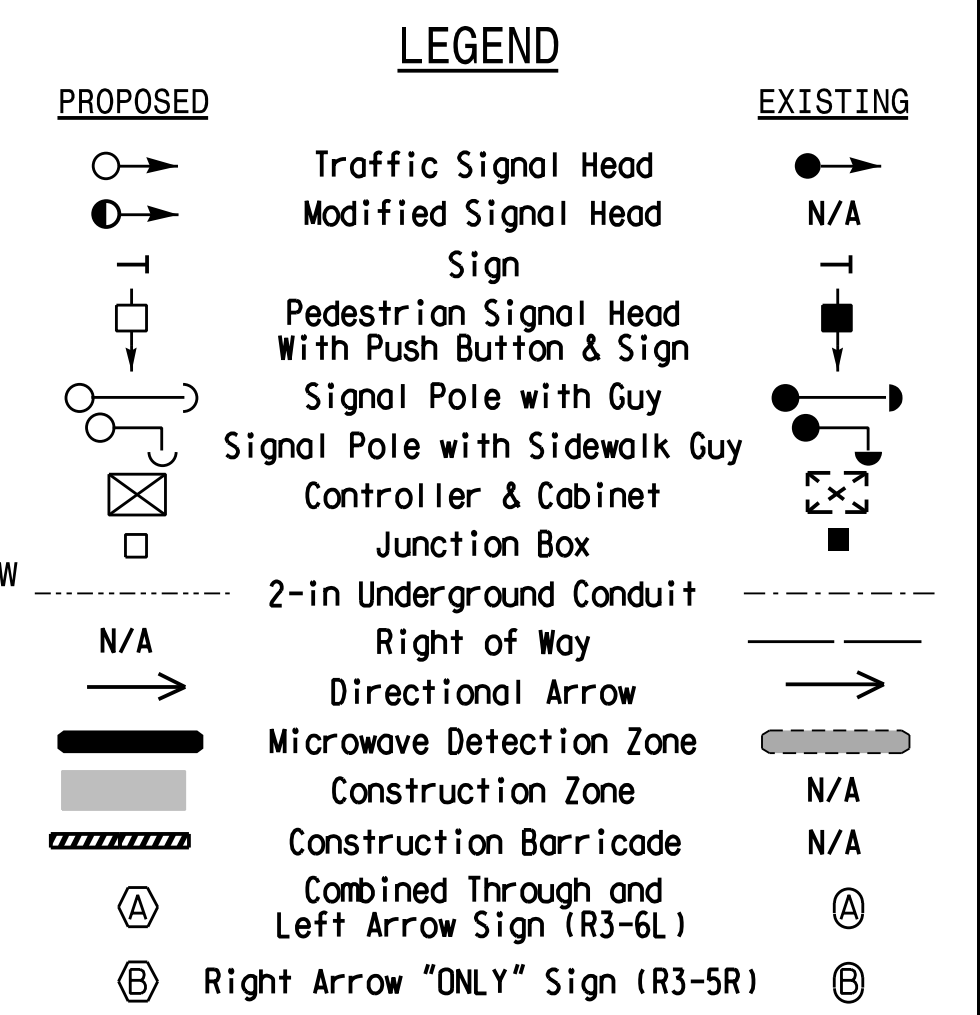 LEGEND
PROPOSED EXISTING
Traffic Signal Head
Modified Signal Head N/A
Sign
Pedestrian Signal Head
With Push Button & Sign
Signal Pole with Guy
Signal Pole with Sidewalk Guy
Controller & Cabinet
Junction Box
W
2-in Underground Conduit
N/A Right of Way
Directional Arrow
Microwave Detection Zone
Construction Zone N/A
Construction Barricade N/A
Combined Through and
A Left Arrow Sign (R3-6L) A
B Right Arrow "ONLY" Sign (R3-5R) B